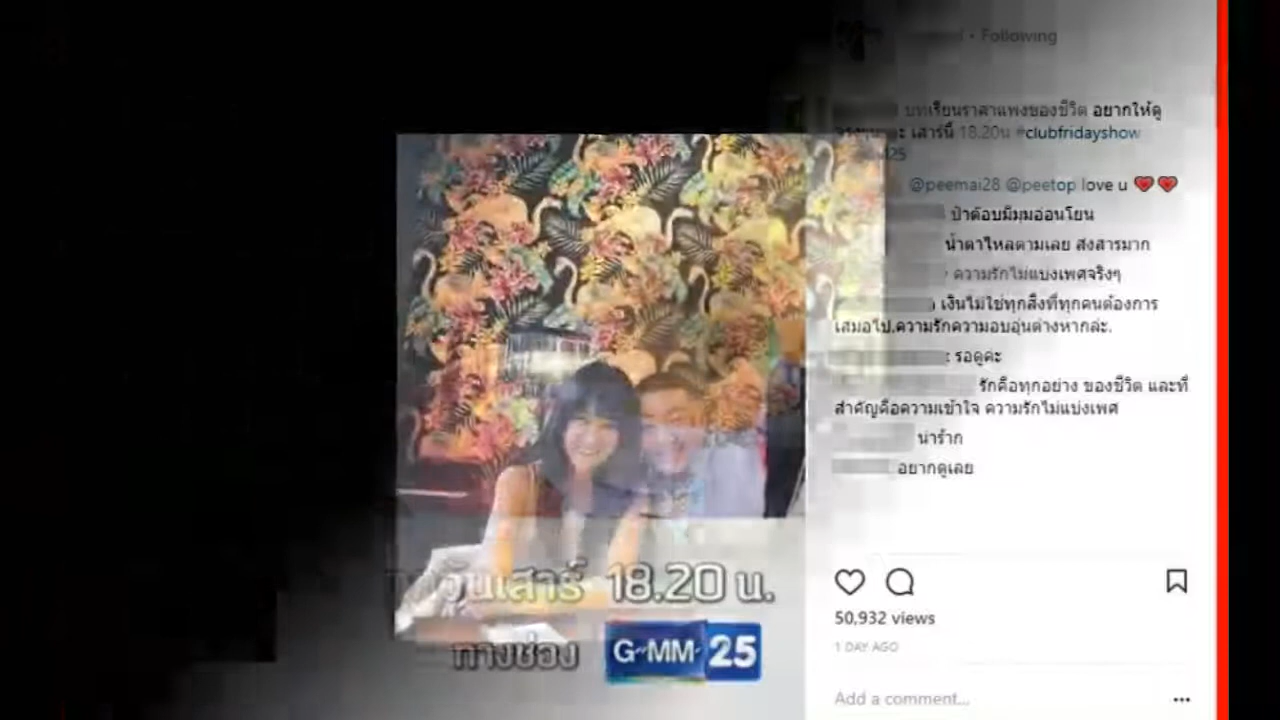 • Following
บทเรียนราคาแพงของชีวิต อยากให้ดู
เสาร์นี้ 18.20น #clubfridayshow
@peemai28 @peetop love u ❤️❤️
ป๋าต๊อบมีมุมอ่อนโยน
น้ำตาไหลตามเลย สงสารมาก
ความรักไม่แบ่งเพศจริงๆ
เงินไม่ใช่ทุกสิ่งที่ทุกคนต้องการ
เสมอไป.ความรักความอบอุ่นต่างหากล่ะ.
: รอดูค่ะ
รักคือทุกอย่าง ของชีวิต และที่
สำคัญคือความเข้าใจ ความรักไม่แบ่งเพศ
น่าร้าก
อยากดูเลย
วันเสาร์ 18.20 น.
ทางช่อง GMM 25
50,932 views
1 DAY AGO
Add a comment...